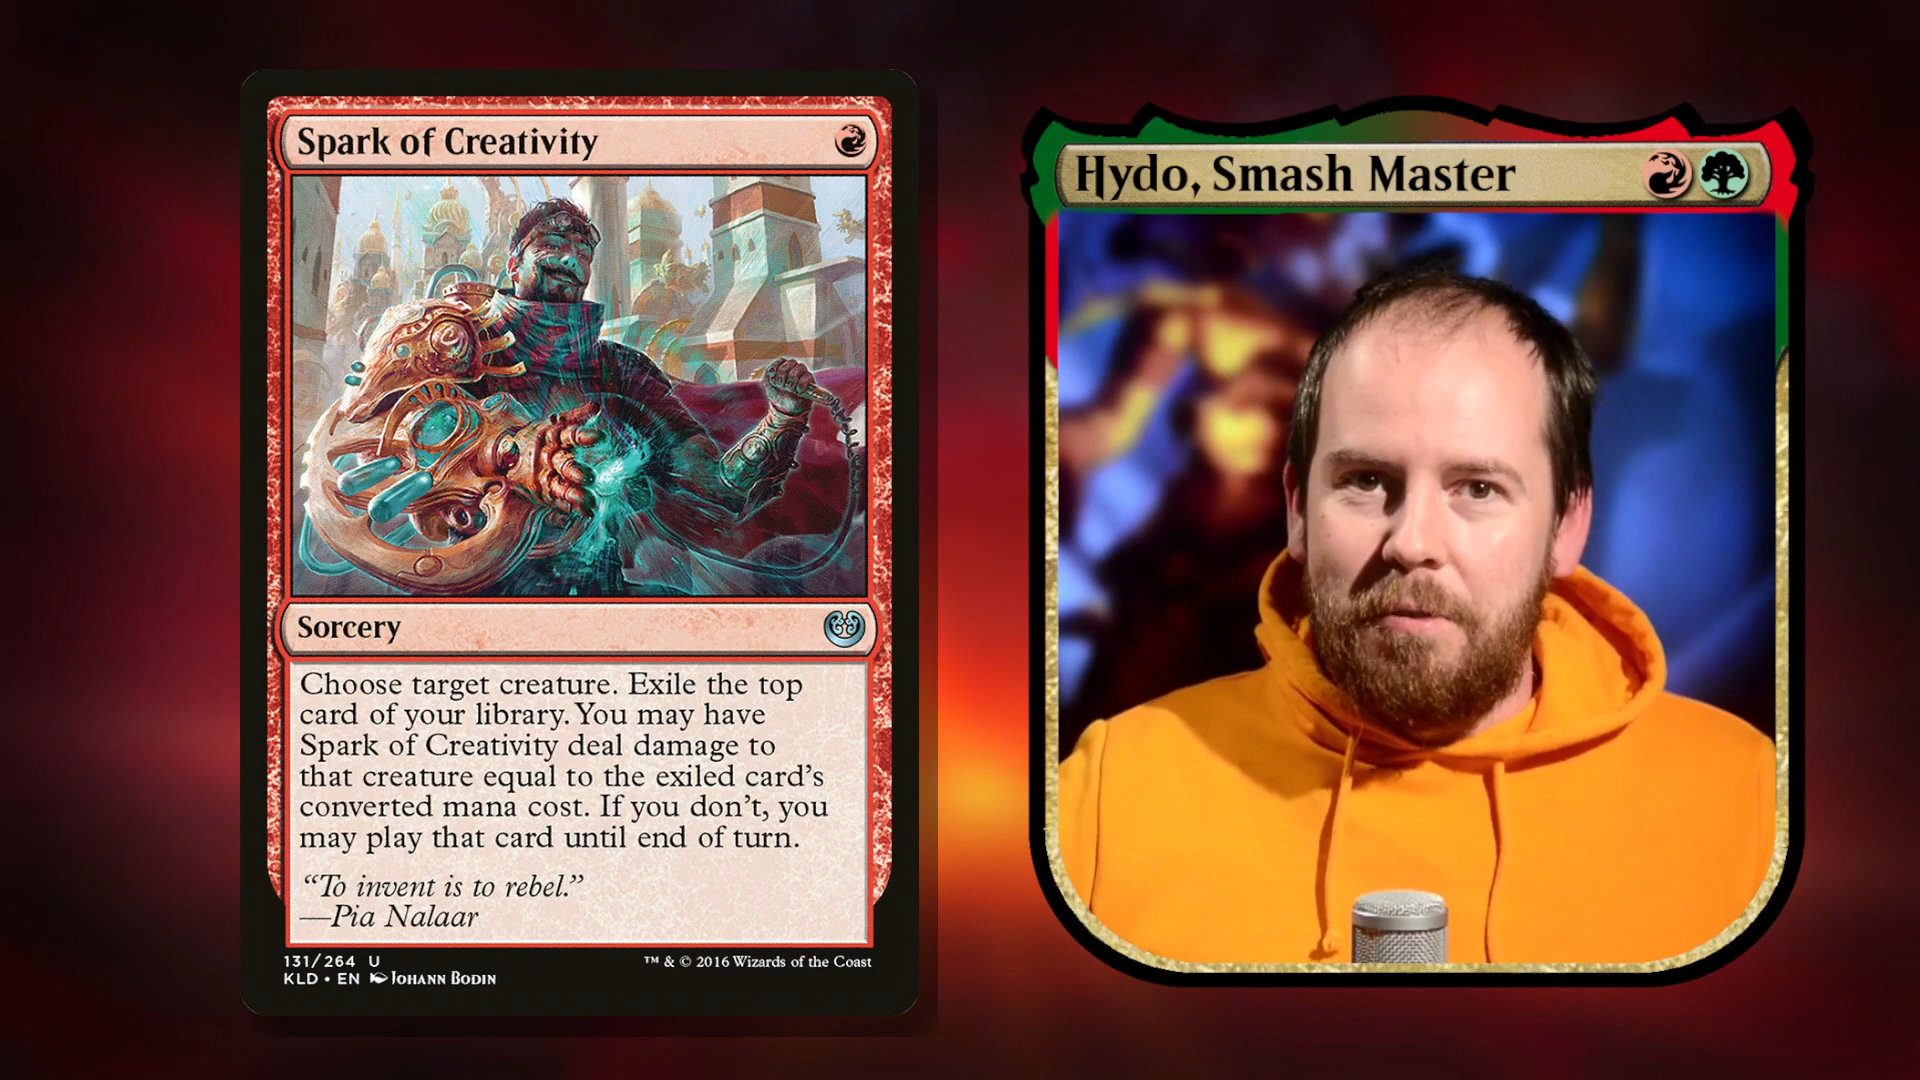 Spark of Creativity
Sorcery
Choose target creature. Exile the top
card of your library. You may have
Spark of Creativity deal damage to
that creature equal to the exiled card's
converted mana cost. If you don't, you
may play that card until end of turn.
"To invent is to rebel."
—Pia Nalaar
131/264 U
KLD • EN Johann Bodin
™ & © 2016 Wizards of the Coast
Hydo, Smash Master